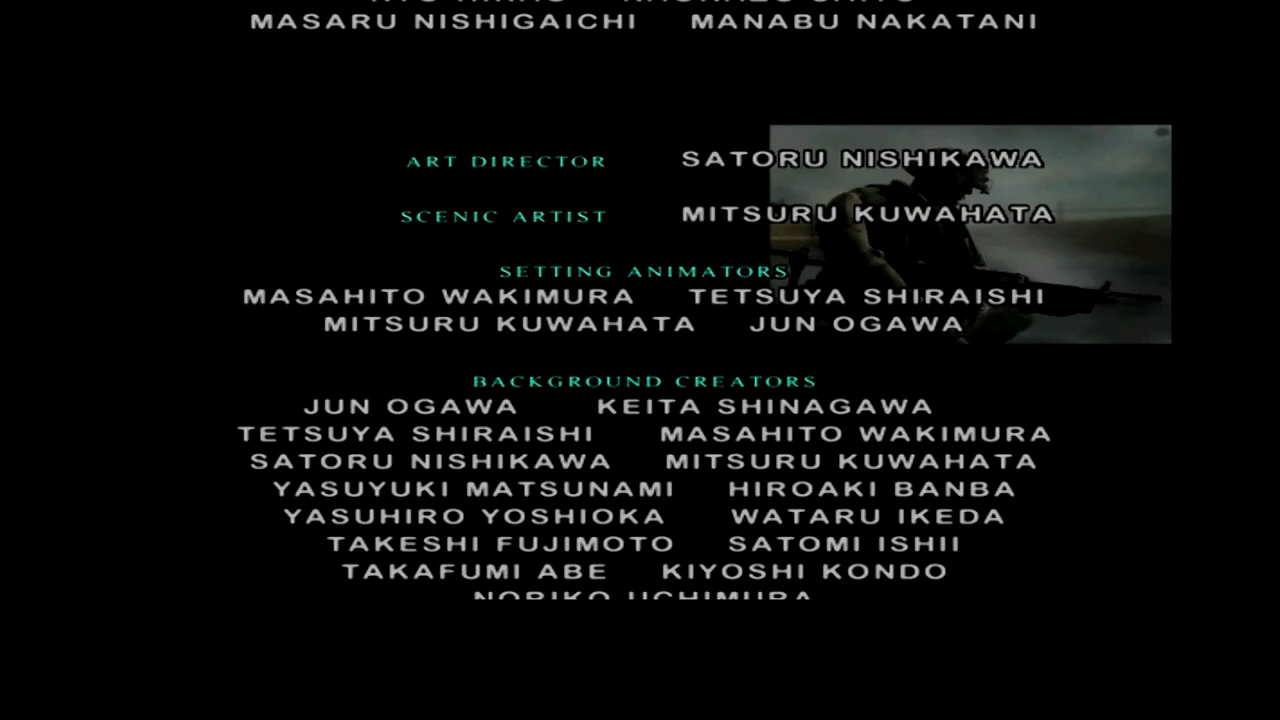 MASARU NISHIGAICHI MANABU NAKATANI
ART DIRECTOR SATORU NISHIKAWA
SCENIC ARTIST MITSURU KUWAHATA
SETTING ANIMATORS
MASAHITO WAKIMURA TETSUYA SHIRAISHI
MITSURU KUWAHATA JUN OGAWA
BACKGROUND CREATORS
JUN OGAWA KEITA SHINAGAWA
TETSUYA SHIRAISHI MASAHITO WAKIMURA
SATORU NISHIKAWA MITSURU KUWAHATA
YASUYUKI MATSUNAMI HIROAKI BANBA
YASUHIRO YOSHIOKA WATARU IKEDA
TAKESHI FUJIMOTO SATOMI ISHII
TAKAFUMI ABE KIYOSHI KONDO
NORIKO UCHIMURA